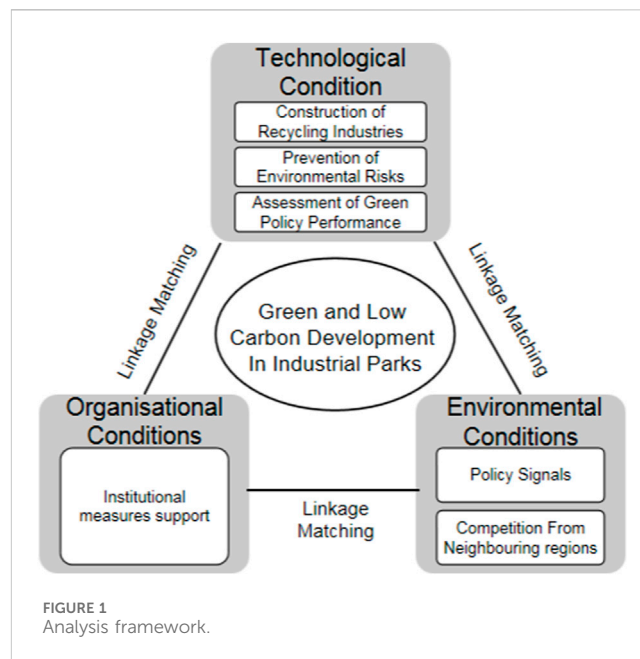 Technological
Condition
Construction of
Recycling Industries
Prevention of
Environmental Risks
Assessment of Green
Policy Performance
Linkage Matching
Linkage Matching
Green and Low
Carbon Development
In Industrial Parks
Organisational
Conditions
Institutional
measures support
Linkage
Matching
Environmental
Conditions
Policy Signals
Competition From
Neighbouring regions
FIGURE 1
Analysis framework.